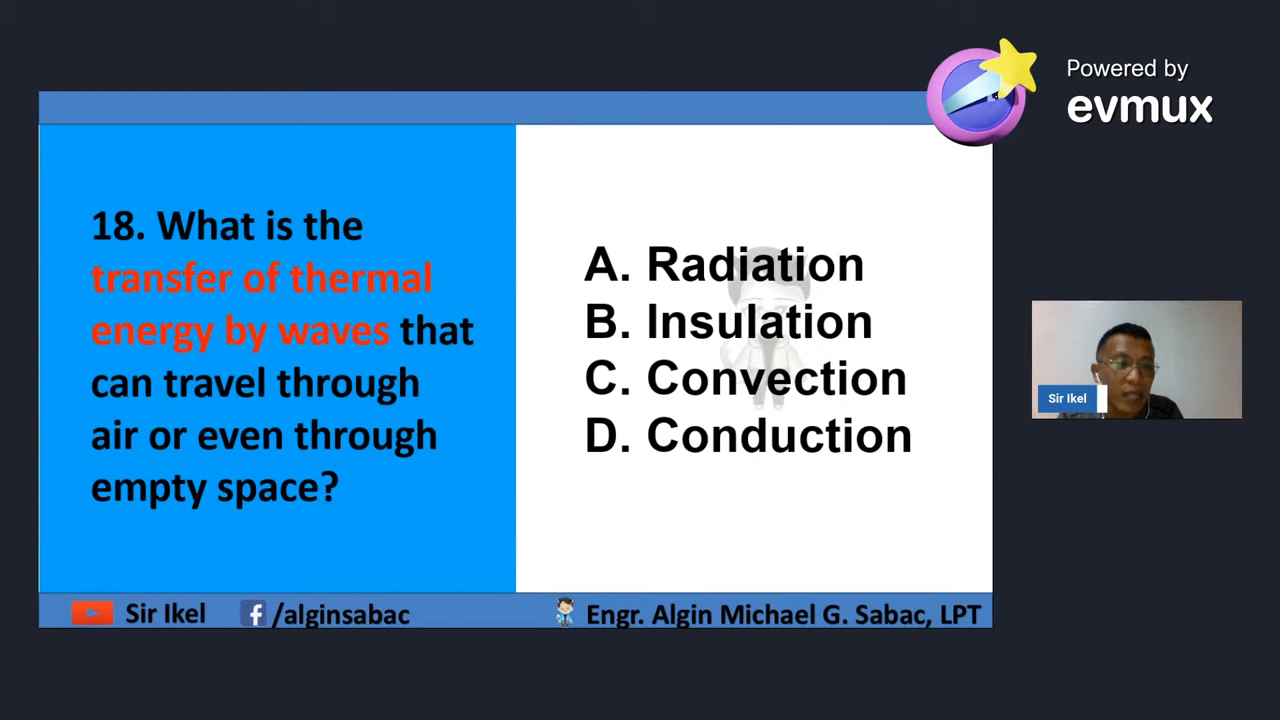 Powered by
evmux
18. What is the
transfer of thermal
energy by waves that
can travel through
air or even through
empty space?
A. Radiation
B. Insulation
C. Convection
D. Conduction
Sir Ikel
Sir Ikel
/alginsabac
Engr. Algin Michael G. Sabac, LPT